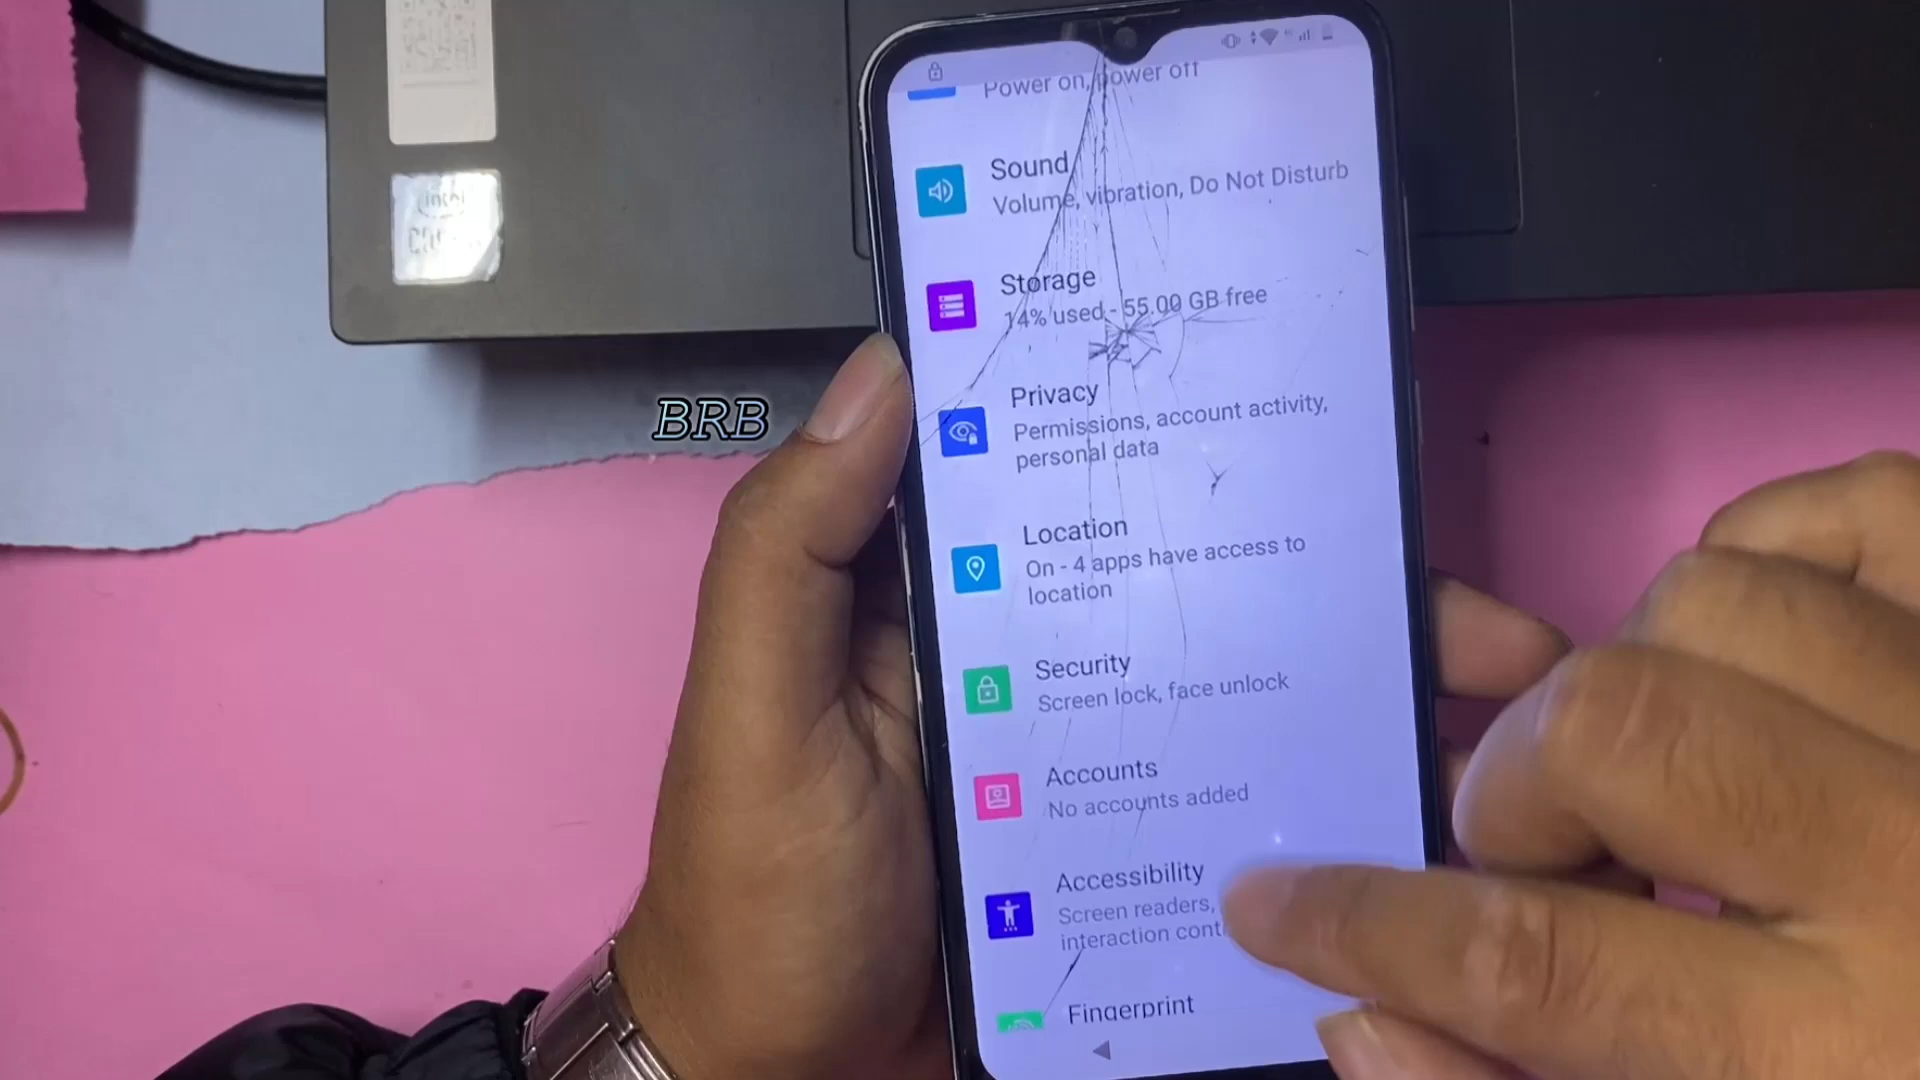 Power on, power off
Sound
Volume, vibration, Do Not Disturb
Storage
14% used - 55.00 GB free
Privacy
Permissions, account activity,
personal data
Location
On - 4 apps have access to
location
Security
Screen lock, face unlock
Accounts
No accounts added
Accessibility
Screen readers,
interaction
Fingerprint
BRB
intel